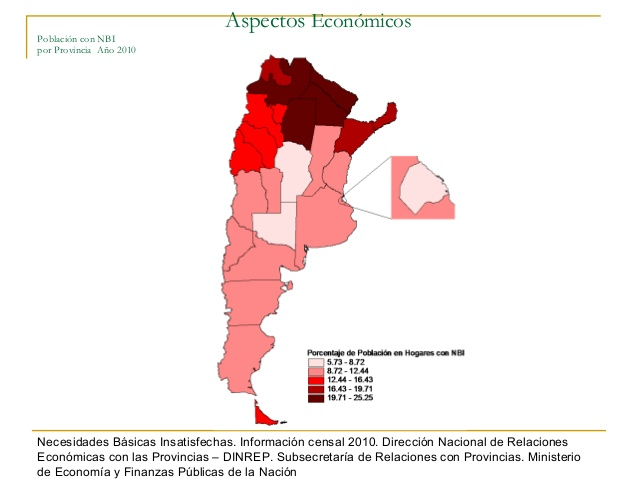 Aspectos Económicos
Población con NBI
por Provincia Año 2010
Porcentaje de Población en Hogares con NBI
5.73 - 8.72
8.72 - 12.44
12.44 - 16.43
16.43 - 19.71
19.71 - 25.25
Necesidades Básicas Insatisfechas. Información censal 2010. Dirección Nacional de Relaciones
Económicas con las Provincias – DINREP. Subsecretaría de Relaciones con Provincias. Ministerio
de Economía y Finanzas Públicas de la Nación